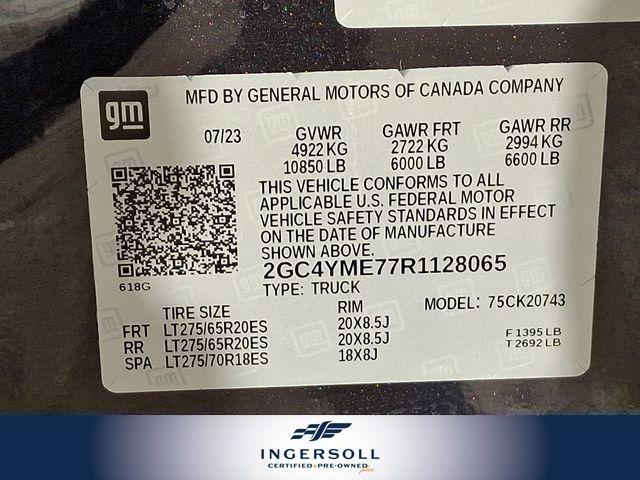 MFD BY GENERAL MOTORS OF CANADA COMPANY
gm
07/23 GVWR GAWR FRT GAWR RR
4922 KG 2722 KG 2994 KG
10850 LB 6000 LB 6600 LB
THIS VEHICLE CONFORMS TO ALL
APPLICABLE U.S. FEDERAL MOTOR
VEHICLE SAFETY STANDARDS IN EFFECT
ON THE DATE OF MANUFACTURE
SHOWN ABOVE.
618G
2GC4YME77R1128065
TYPE: TRUCK MODEL: 75CK20743
TIRE SIZE RIM
FRT LT275/65R20ES 20X8.5J
RR LT275/65R20ES 20X8.5J
SPA LT275/70R18ES 18X8J
F 1395 LB
T 2692 LB
INGERSOLL
CERTIFIED • PRE-OWNED plus